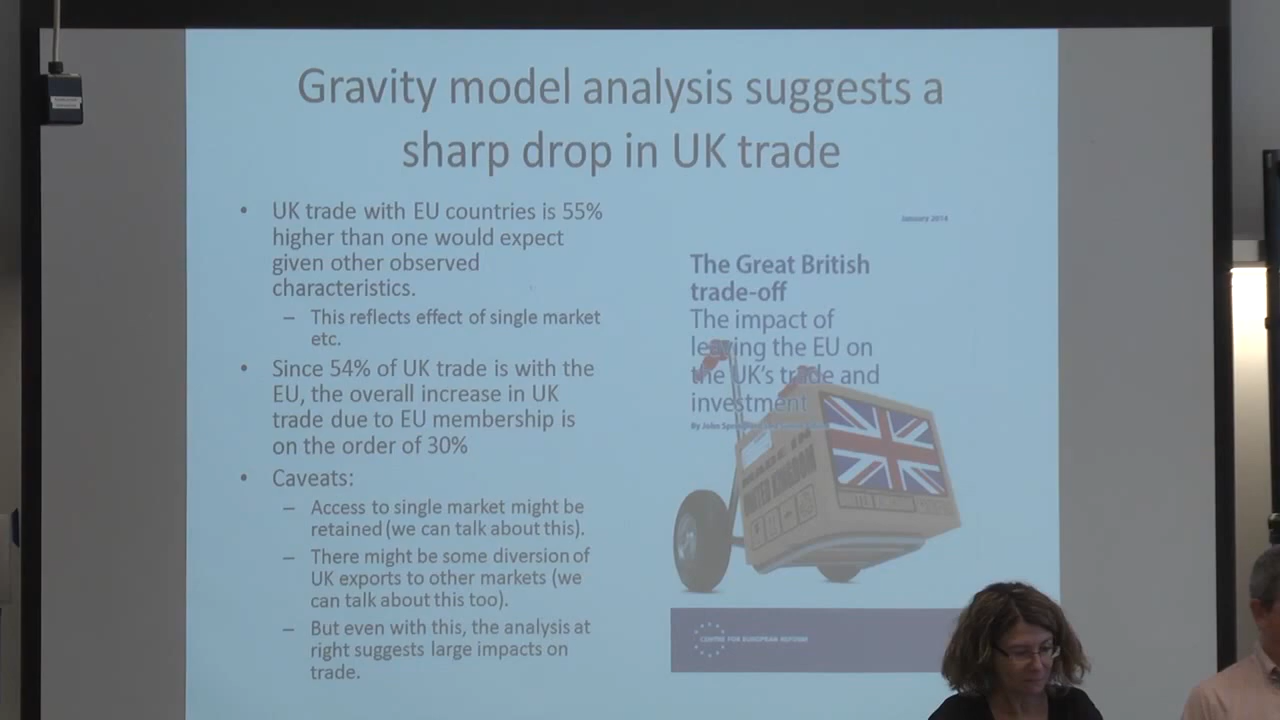 Gravity model analysis suggests a
sharp drop in UK trade
• UK trade with EU countries is 55%
higher than one would expect
given other observed
characteristics.
– This reflects effect of single market
etc.
• Since 54% of UK trade is with the
EU, the overall increase in UK
trade due to EU membership is
on the order of 30%
• Caveats:
– Access to single market might be
retained (we can talk about this).
– There might be some diversion of
UK exports to other markets (we
can talk about this too).
– But even with this, the analysis at
right suggests large impacts on
trade.
January 2014
The Great British
trade-off
The impact of
leaving the EU on
the UK's trade and
investment
By John
UNITED KINGDOM
CENTRE FOR EUROPEAN REFORM